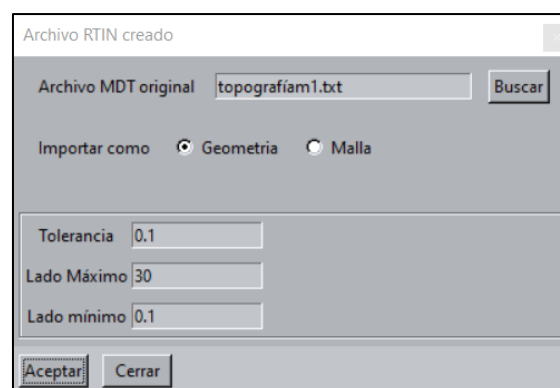 Archivo RTIN creado
Archivo MDT original topografíam1.txt Buscar
Importar como Geometria Malla
Tolerancia 0.1
Lado Máximo 30
Lado mínimo 0.1
Aceptar Cerrar